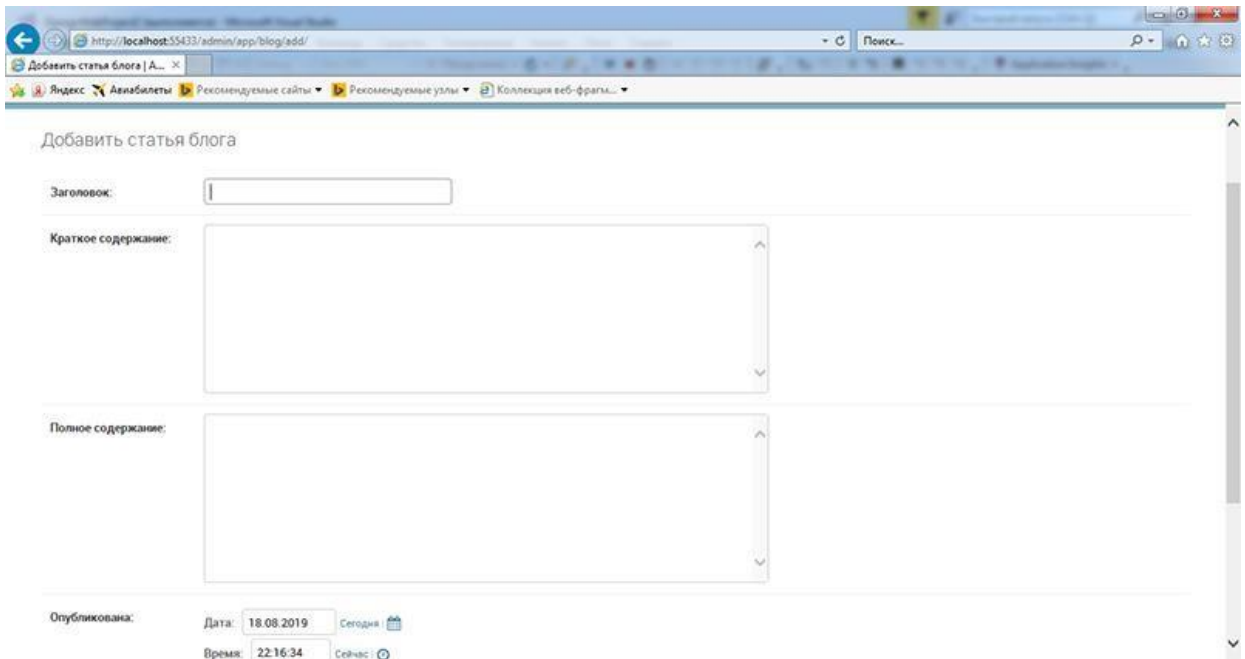 http://localhost:55433/admin/app/blog/add/
Поиск...
Добавить статья блога | A...
Яндекс Авиабилеты Рекомендуемые сайты Рекомендуемые узлы Коллекция веб-фрагм...
Добавить статья блога
Заголовок:
Краткое содержание:
Полное содержание:
Опубликована:
Дата: 18.08.2019 Сегодня |
Время: 22:16:34 Сейчас |